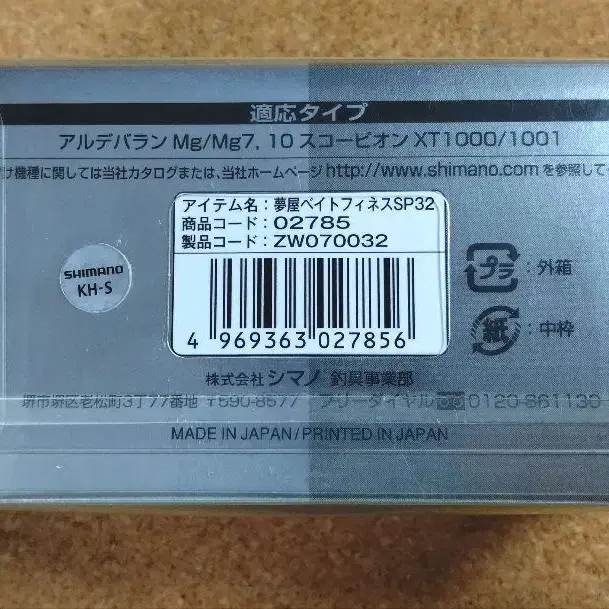 適応タイプ
アルデバラン Mg/Mg7, 10 スコーピオン XT1000/1001
け機種に関しては当社カタログまたは、当社ホームページ http://www.shimano.com を参照して
アイテム名：夢屋ベイトフィネスSP32
商品コード：02785
製品コード：ZW070032
SHIMANO
KH-S
4 969363 027856
プラ：外箱
紙：中枠
株式会社 シマノ 釣具事業部
堺市堺区老松町3丁77番地 〒590-8577 フリーダイヤル 0120-861130
MADE IN JAPAN/PRINTED IN JAPAN